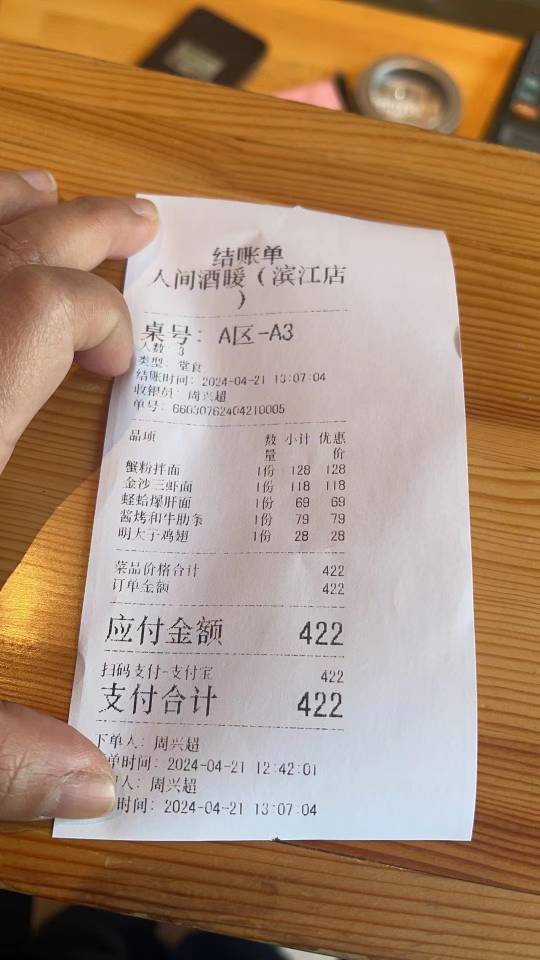 结账单
人间酒暖（滨江店
）
桌号: A区-A3
人数: 3
类型: 堂食
结账时间: 2024-04-21 13:07:04
收银员: 周兴超
单号: 66030762404210005
品项 数 小计 优惠
量 价
蟹粉拌面 1份 128 128
金沙三虾面 1份 118 118
蛏蛤爆肝面 1份 69 69
酱烤和牛肋条 1份 79 79
明太子鸡翅 1份 28 28
菜品价格合计 422
订单金额 422
应付金额 422
扫码支付-支付宝 422
支付合计 422
下单人: 周兴超
单时间: 2024-04-21 12:42:01
人: 周兴超
时间: 2024-04-21 13:07:04